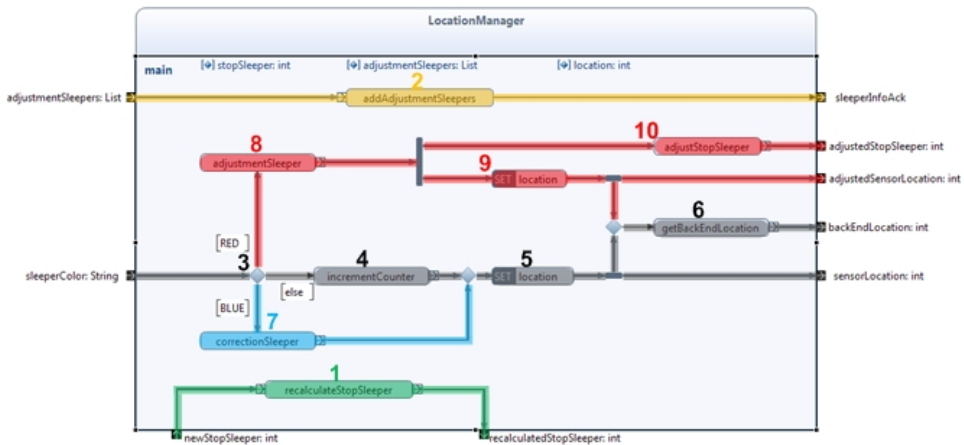 LocationManager
main
stopSleeper: int
adjustmentSleepers: List
location: int
2
adjustmentSleepers: List
addAdjustmentSleepers
sleeperInfoAck
8
10
adjustmentSleeper
adjustStopSleeper
adjustedStopSleeper: int
9
SET location
adjustedSensorLocation: int
6
getBackEndLocation
backEndLocation: int
[RED
]
3
4
5
sleeperColor: String
incrementCounter
SET location
sensorLocation: int
[else ]
[BLUE
]
7
correctionSleeper
1
recalculateStopSleeper
newStopSleeper: int
recalculatedStopSleeper: int